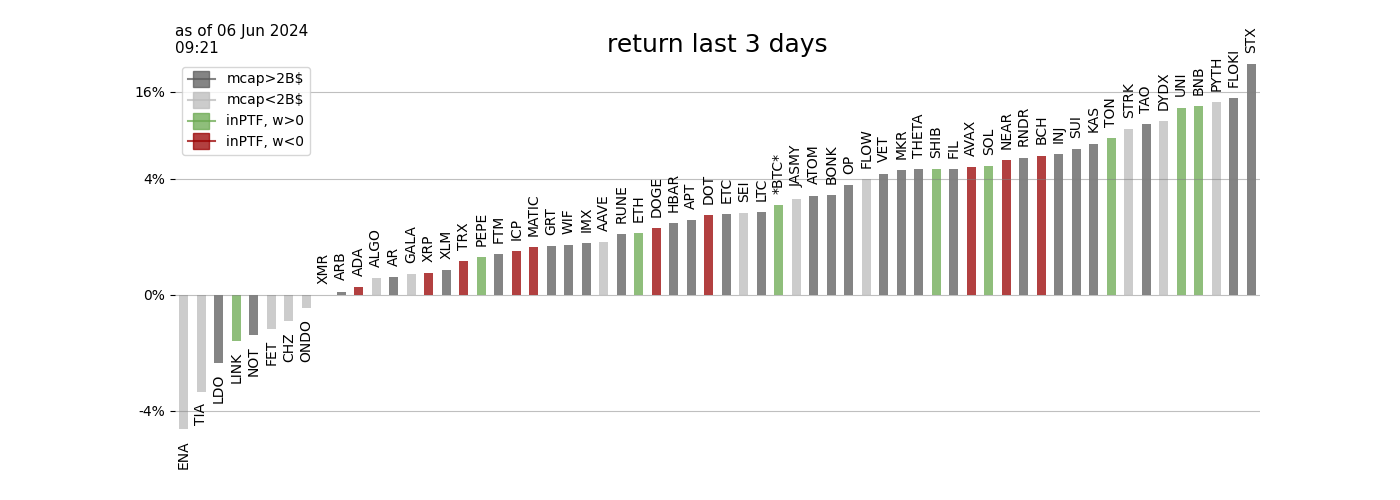 as of 06 Jun 2024
09:21
return last 3 days
mcap>2B$
mcap<2B$
inPTF, w>0
inPTF, w<0
16%
4%
0%
-4%
ENA
TIA
LDO
LINK
NOT
FET
CHZ
ONDO
XMR
ARB
ADA
ALGO
AR
GALA
XRP
XLM
TRX
PEPE
FTM
ICP
MATIC
GRT
WIF
IMX
AAVE
RUNE
ETH
DOGE
HBAR
APT
DOT
ETC
SEI
LTC
*BTC*
JASMY
ATOM
BONK
OP
FLOW
VET
MKR
THETA
SHIB
FIL
AVAX
SOL
NEAR
RNDR
BCH
INJ
SUI
KAS
TON
STRK
TAO
DYDX
UNI
BNB
PYTH
FLOKI
STX